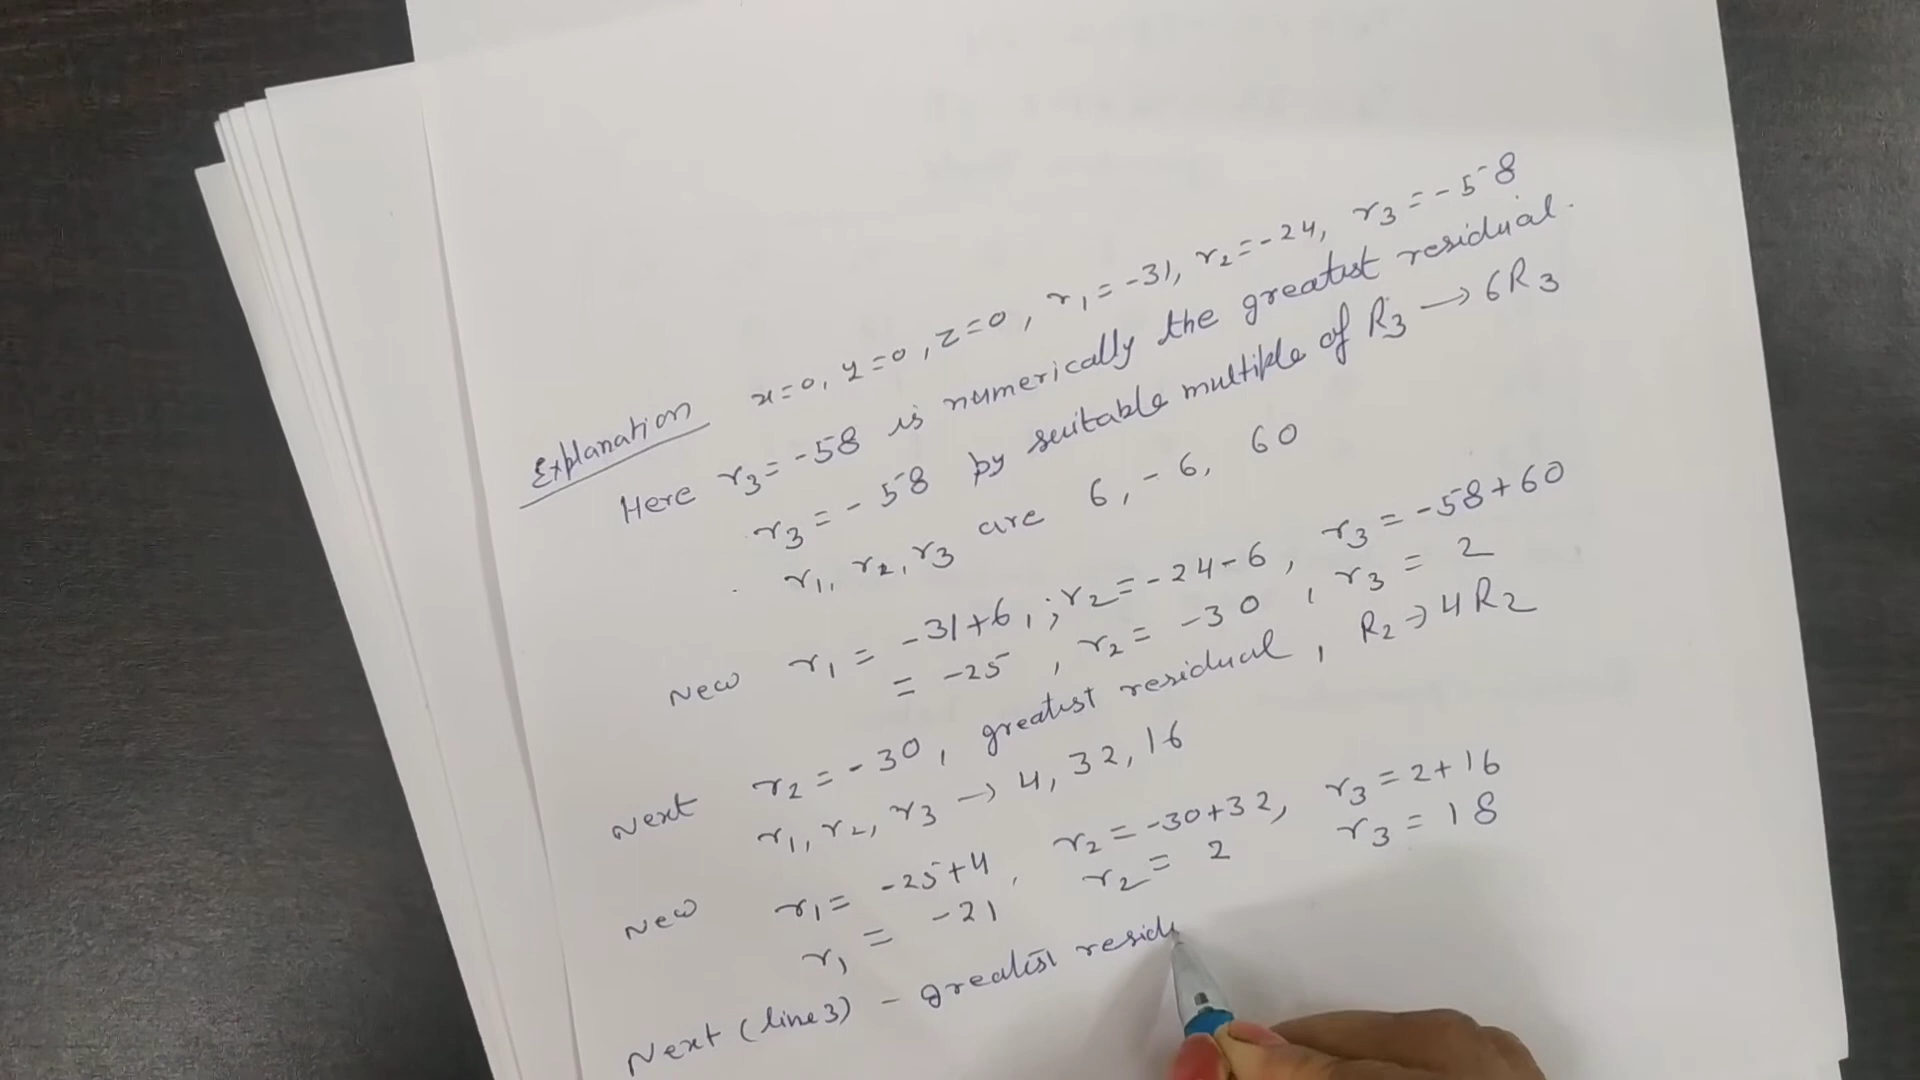 Explanation x=0, y=0, z=0, r1=-31, r2=-24, r3=-58
Here r3=-58 is numerically the greatest residual.
r3=-58 by suitable multiple of R3→6R3
r1, r2, r3 are 6, -6, 60
New r1 = -31+6, ; r2=-24-6, r3=-58+60
= -25, r2=-30, r3=2
Next r2=-30, greatest residual, R2→4R2
r1, r2, r3→4, 32, 16
New r1=-25+4, r2=-30+32, r3=2+16
r1 = -21 r2=2 r3=18
Next (line3) - greatest resid